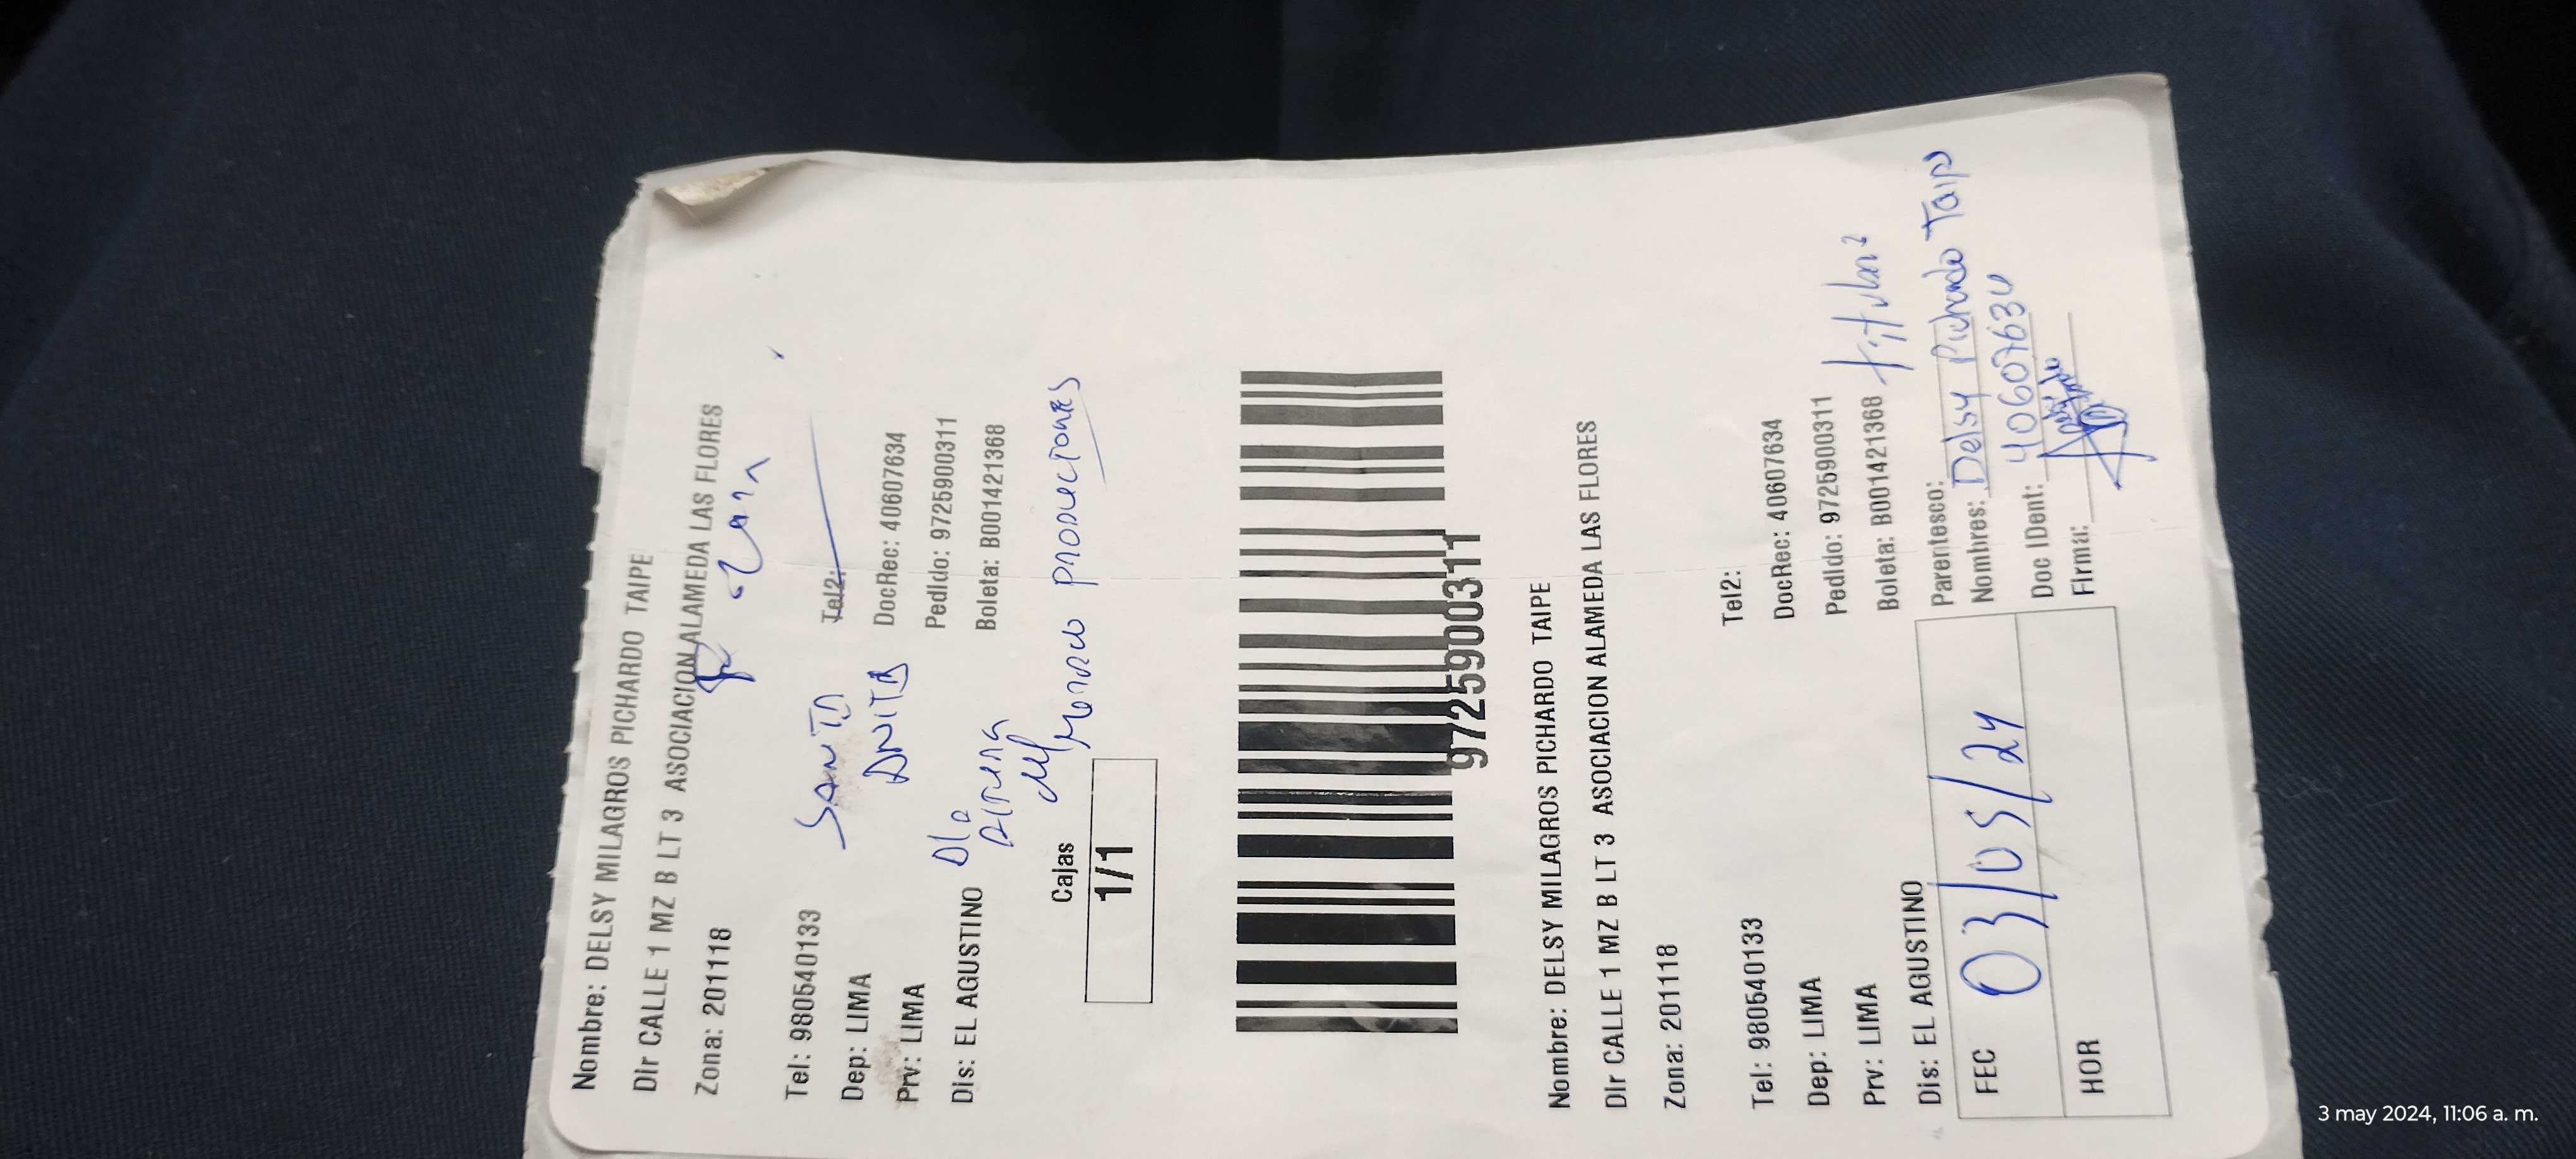 Nombre: DELSY MILAGROS PICHARDO TAIPE
Dir CALLE 1 MZ B LT 3 ASOCIACION ALAMEDA LAS FLORES
Zona: 201118
Tel: 980540133 Tel2:
SANTA
Dep: LIMA DocRec: 40607634
ANITA
Prv: LIMA Pedido: 9725900311
Dis: EL AGUSTINO Boleta: B001421368
Cajas
1/1
PRODUCCIONES
9725900311
Nombre: DELSY MILAGROS PICHARDO TAIPE
Dir CALLE 1 MZ B LT 3 ASOCIACION ALAMEDA LAS FLORES
Zona: 201118
Tel: 980540133 Tel2:
Dep: LIMA DocRec: 40607634
Prv: LIMA Pedido: 9725900311
Dis: EL AGUSTINO Boleta: B001421368
Parentesco: titular
FEC 03/05/24 Nombres: Delsy Pichardo Taipe
Doc IDent: 40607634
HOR Firma:
3 may 2024, 11:06 a. m.